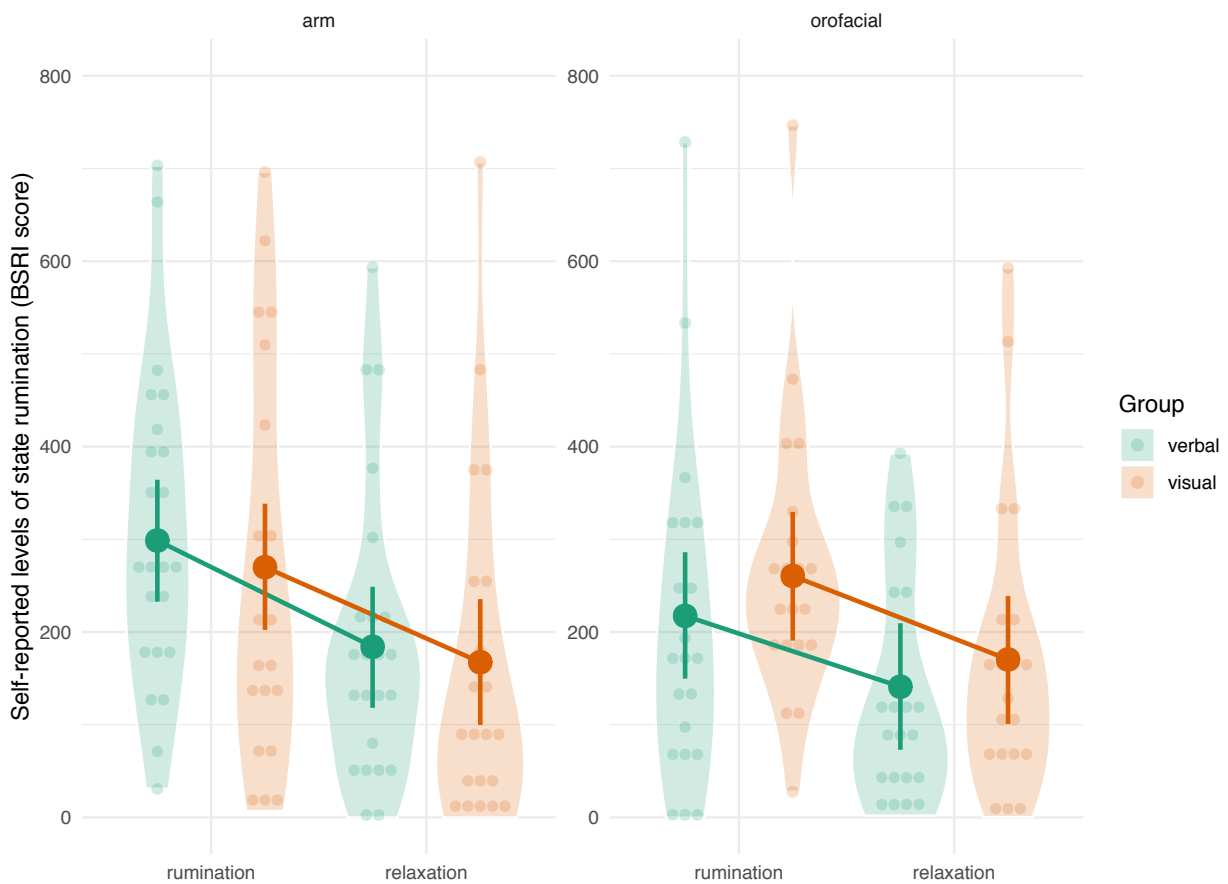 arm
orofacial
Self-reported levels of state rumination (BSRI score)
800
600
400
200
0
800
600
400
200
0
rumination
relaxation
rumination
relaxation
Group
verbal
visual